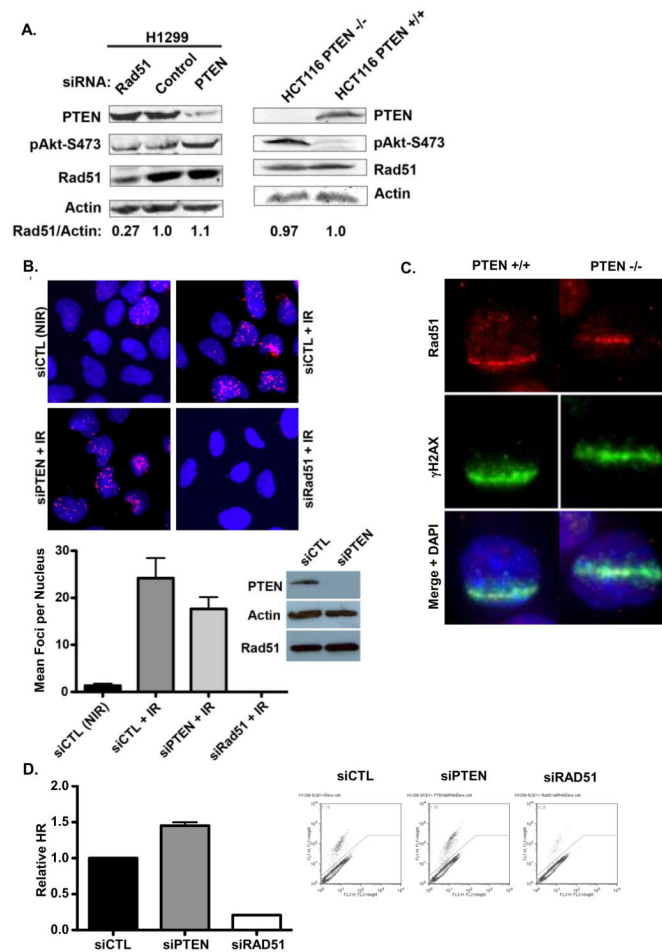 A.
H1299
siRNA: Rad51 Control PTEN
HCT116 PTEN -/- HCT116 PTEN +/+
PTEN PTEN
pAkt-S473 pAkt-S473
Rad51 Rad51
Actin Actin
Rad51/Actin: 0.27 1.0 1.1 0.97 1.0
B.
siCTL (NIR)
siCTL + IR
siPTEN + IR
siRad51 + IR
C.
PTEN +/+ PTEN -/-
Rad51
γH2AX
Merge + DAPI
Mean Foci per Nucleus
30
20
10
0
siCTL (NIR) siCTL + IR siPTEN + IR siRad51 + IR
siCTL siPTEN
PTEN
Actin
Rad51
D.
Relative HR
1.5
1.0
0.5
0.0
siCTL siPTEN siRAD51
siCTL siPTEN siRAD51